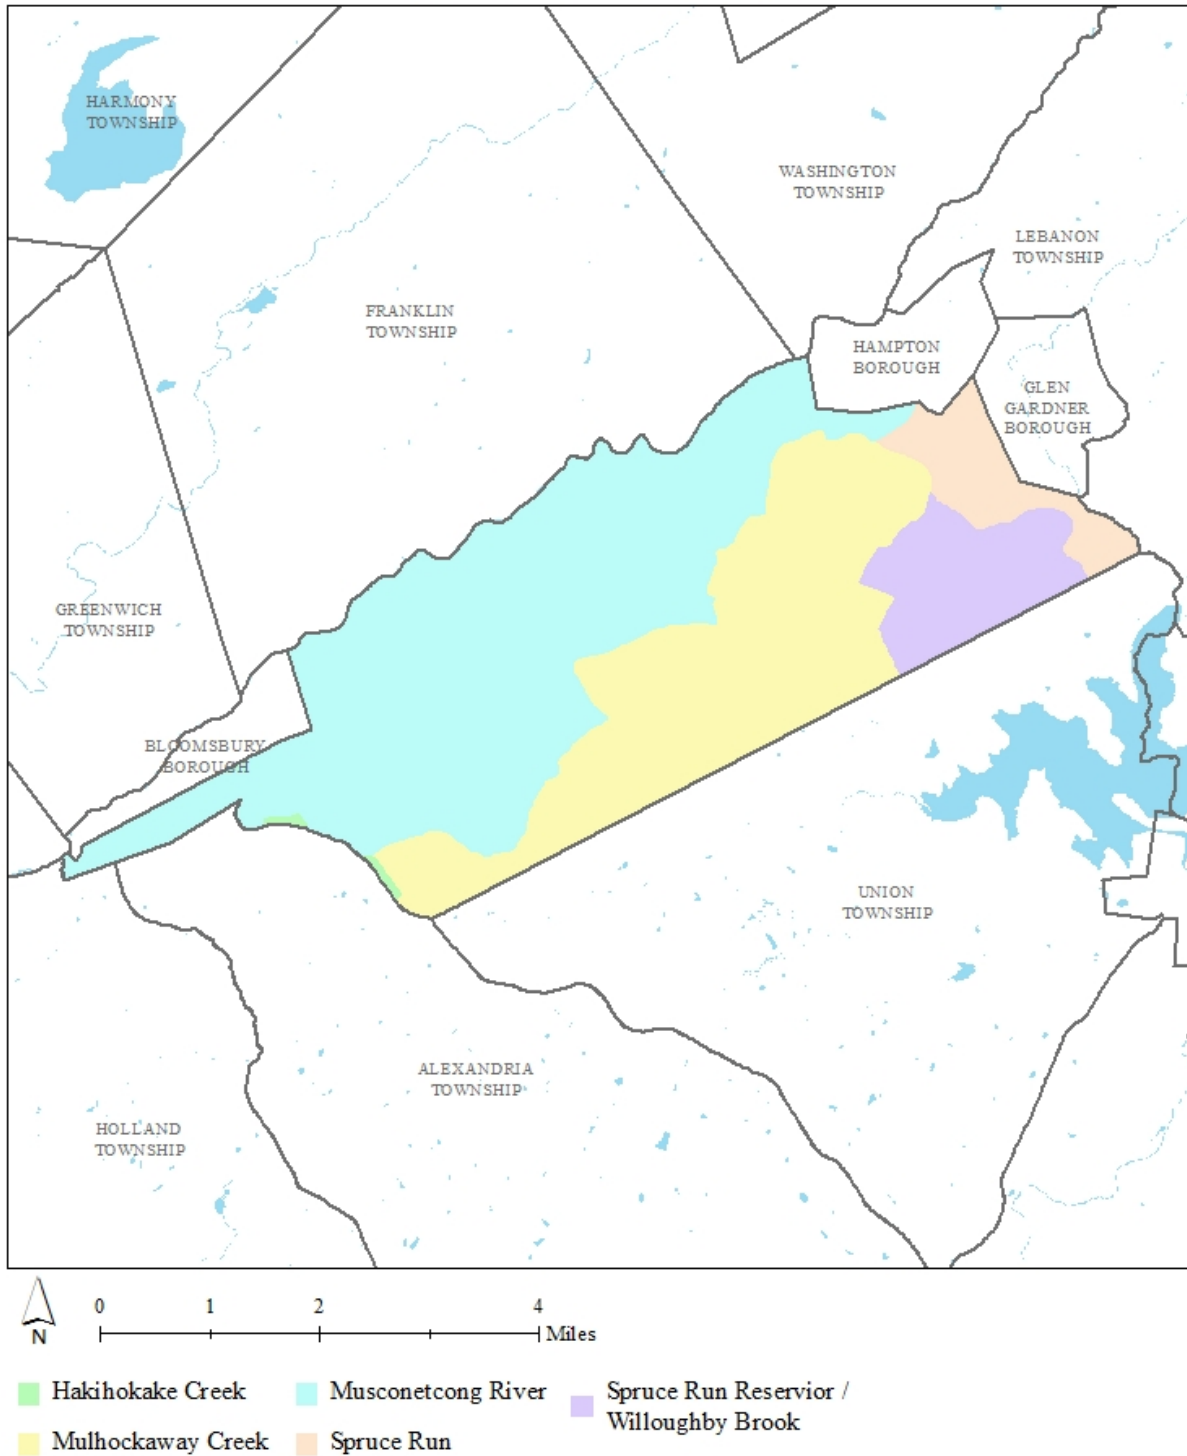 HARMONY
TOWNSHIP
WASHINGTON
TOWNSHIP
LEBANON
TOWNSHIP
FRANKLIN
TOWNSHIP
HAMPTON
BOROUGH
GLEN
GARDNER
BOROUGH
GREENWICH
TOWNSHIP
BLOOMSBURY
BOROUGH
UNION
TOWNSHIP
ALEXANDRIA
TOWNSHIP
HOLLAND
TOWNSHIP
0 1 2 4
Miles
N
Hakihokake Creek
Mulhockaway Creek
Musconetcong River
Spruce Run
Spruce Run Reservior /
Willoughby Brook